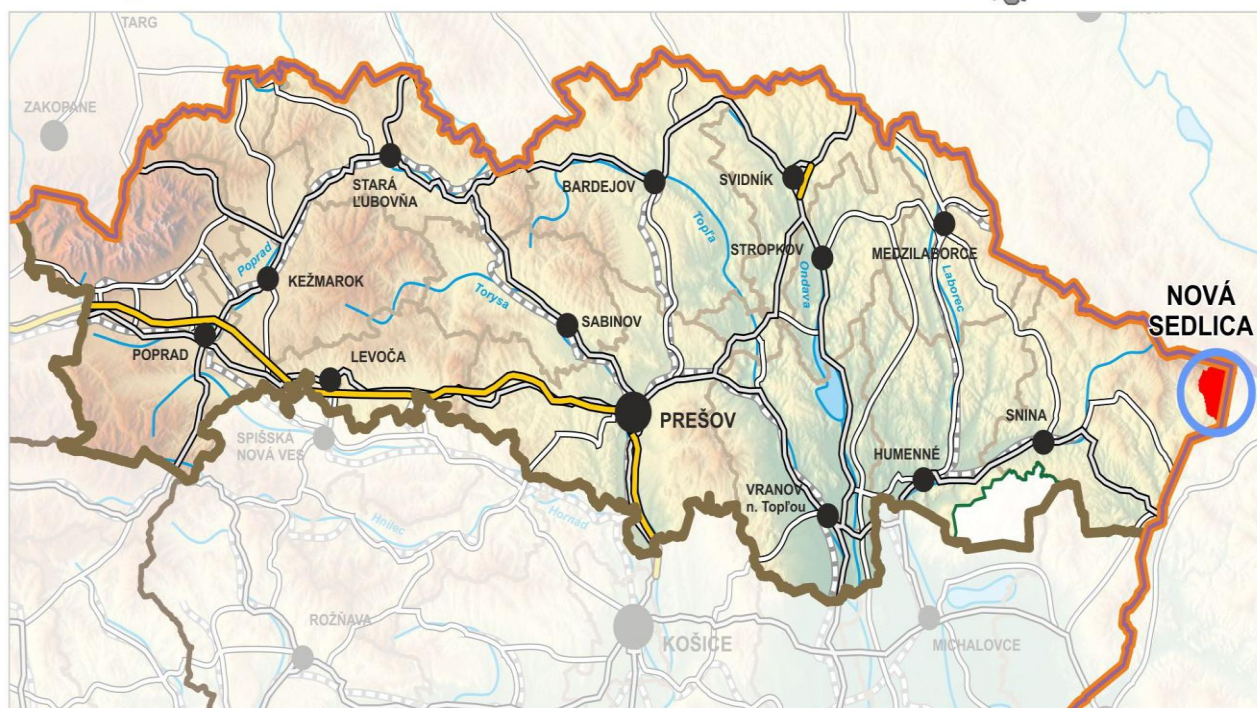 TARG
ZAKOPANE
STARÁ
ĽUBOVŇA
BARDEJOV
SVIDNÍK
Topľa
STROPKOV
MEDZILABORCE
Poprad
KEŽMAROK
Torysa
Ondava
Laborec
NOVÁ
SEDLICA
SABINOV
POPRAD
LEVOČA
PREŠOV
SNINA
SPIŠSKÁ
NOVÁ VES
HUMENNÉ
VRANOV
n. Topľou
Hnilec
Hornád
ROŽŇAVA
KOŠICE
MICHALOVCE